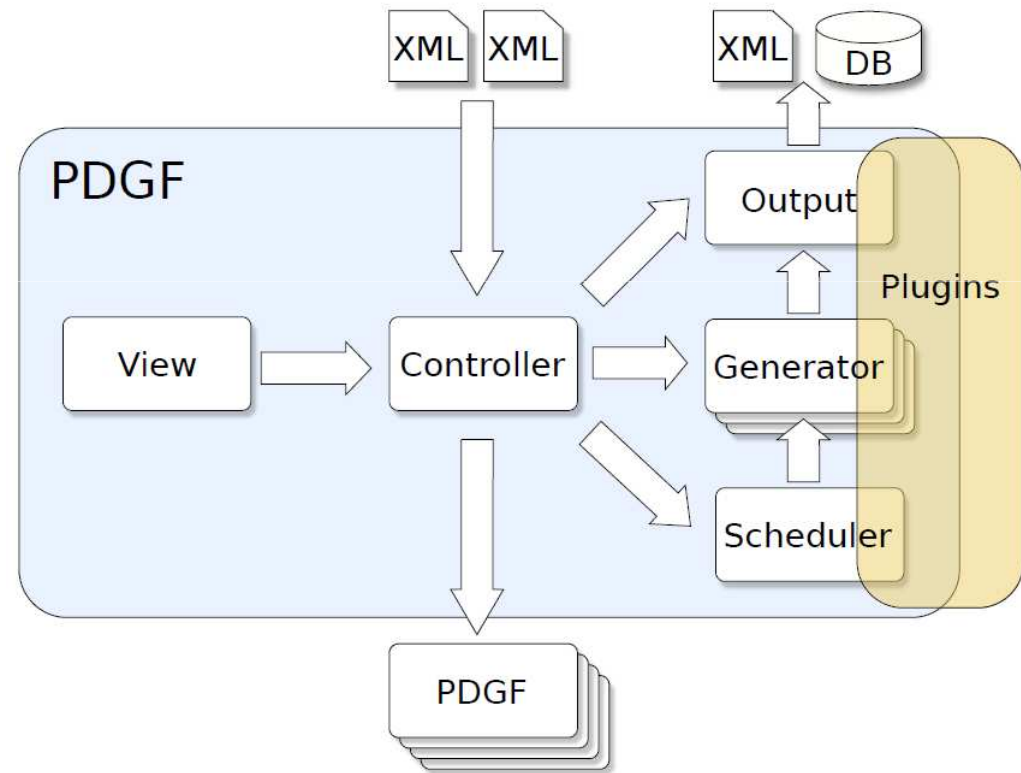 XML
XML
XML
DB
PDGF
Output
Plugins
View
Controller
Generator
Scheduler
PDGF